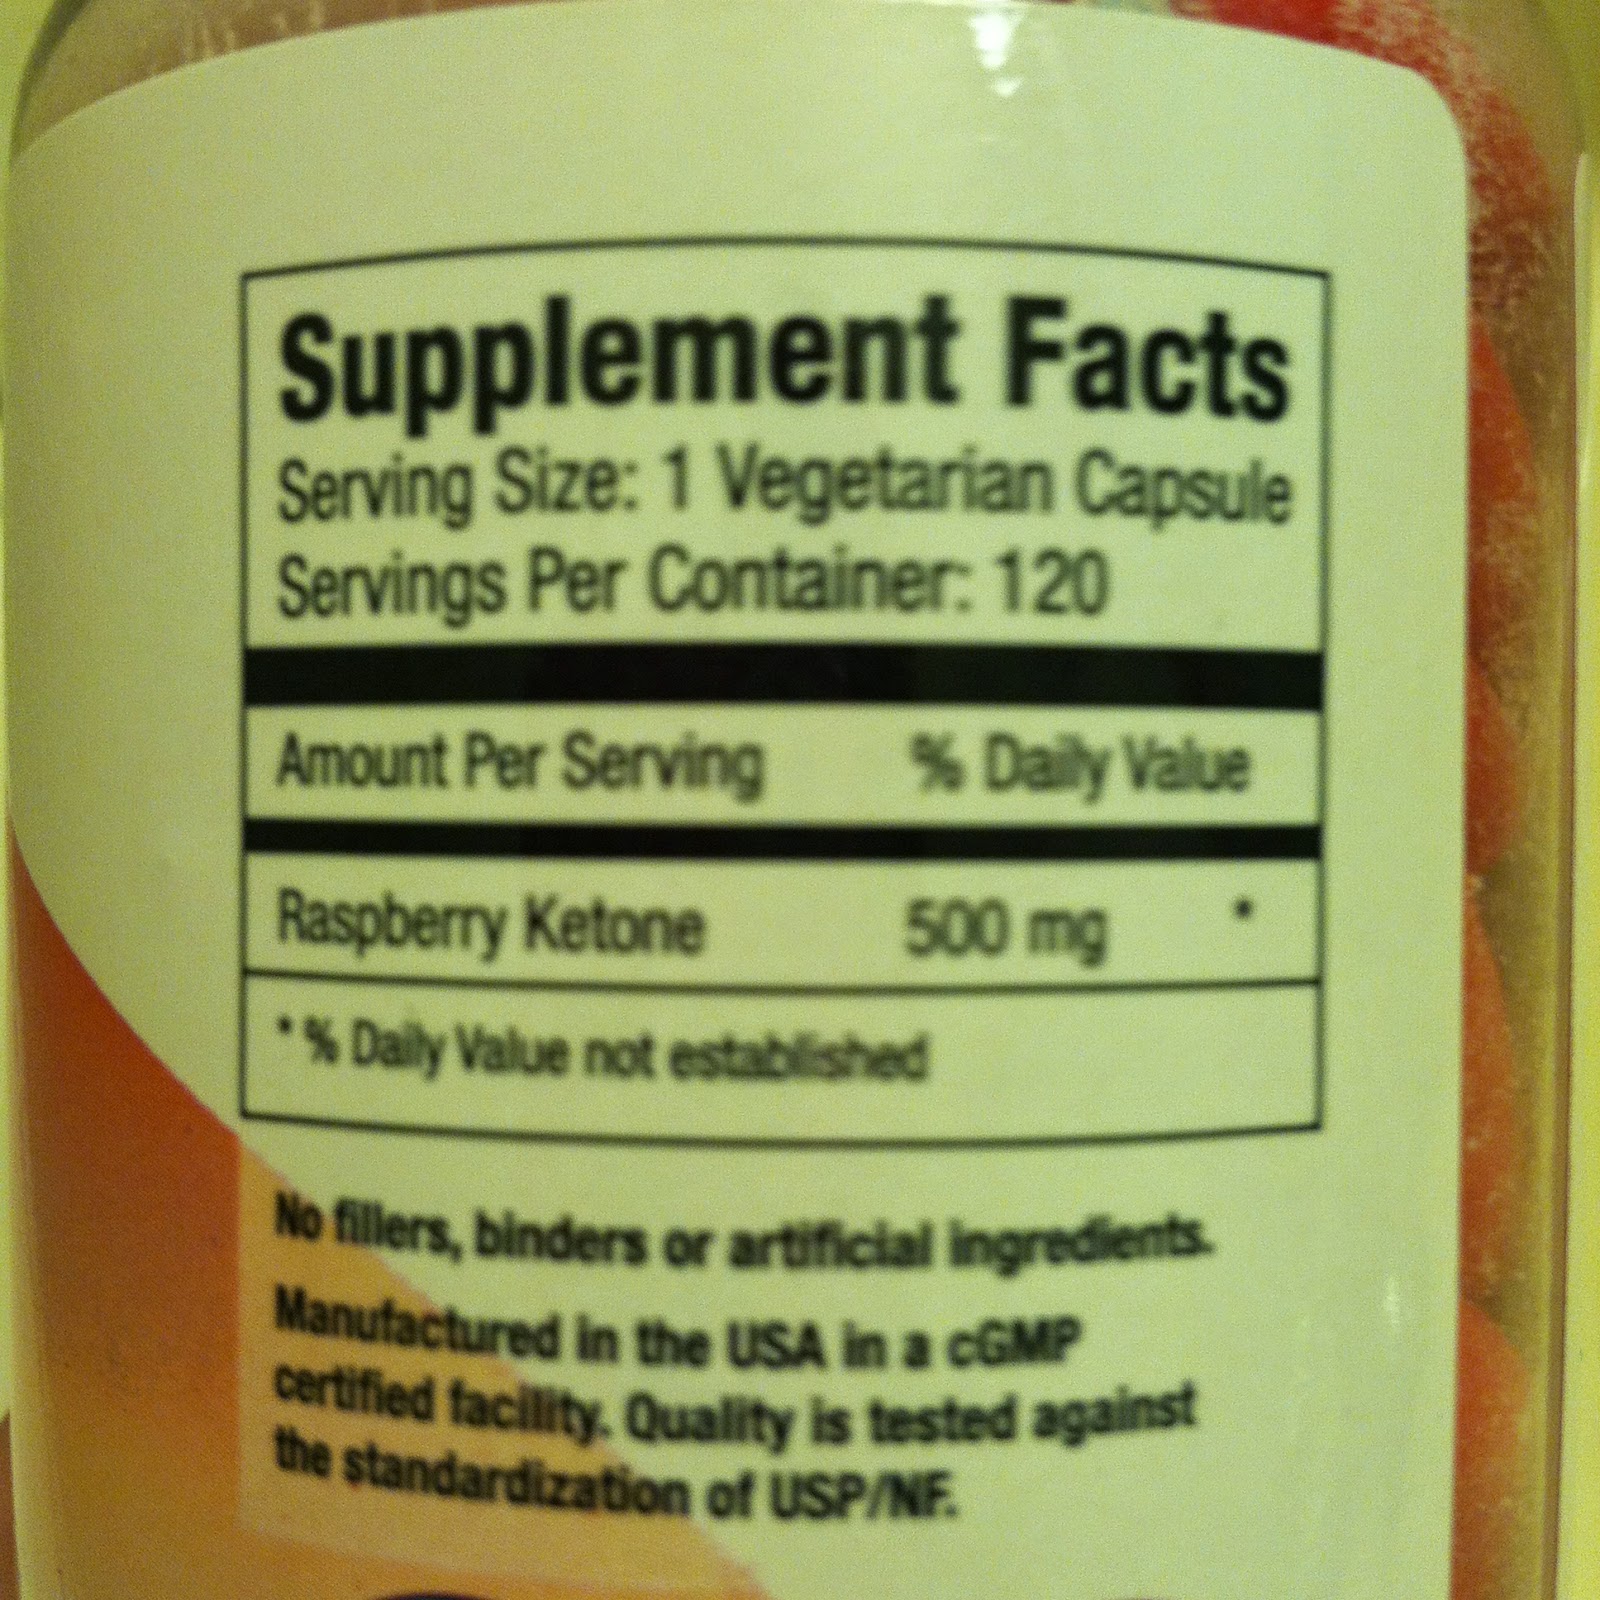 Supplement Facts
Serving Size: 1 Vegetarian Capsule
Servings Per Container: 120
Amount Per Serving % Daily Value
Raspberry Ketone 500 mg *
* % Daily Value not established
No fillers, binders or artificial ingredients.
Manufactured in the USA in a cGMP
certified facility. Quality is tested against
the standardization of USP/NF.